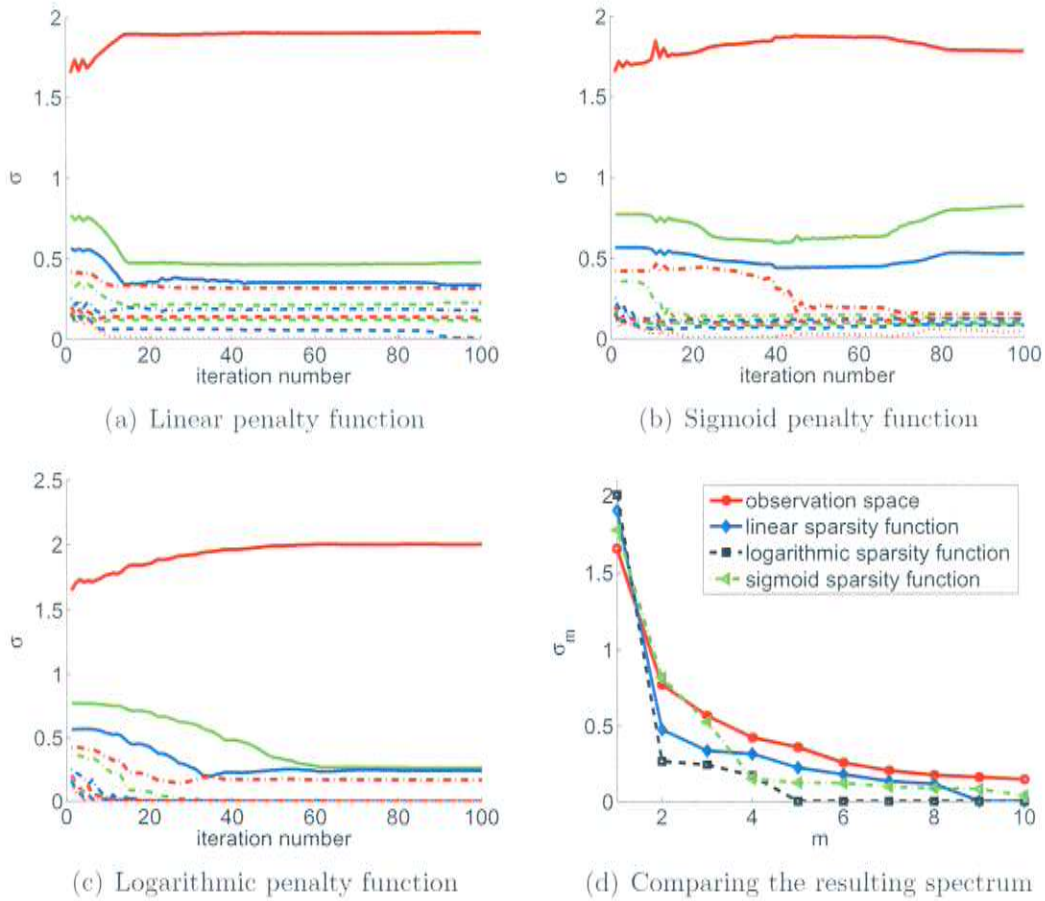 2
1.5
1
0.5
0
σ
0 20 40 60 80 100
iteration number
(a) Linear penalty function
2
1.5
1
0.5
0
σ
0 20 40 60 80 100
iteration number
(b) Sigmoid penalty function
2.5
2
1.5
1
0.5
0
σ
0 20 40 60 80 100
iteration number
(c) Logarithmic penalty function
2
1.5
1
0.5
0
σm
2 4 6 8 10
m
observation space
linear sparsity function
logarithmic sparsity function
sigmoid sparsity function
(d) Comparing the resulting spectrum